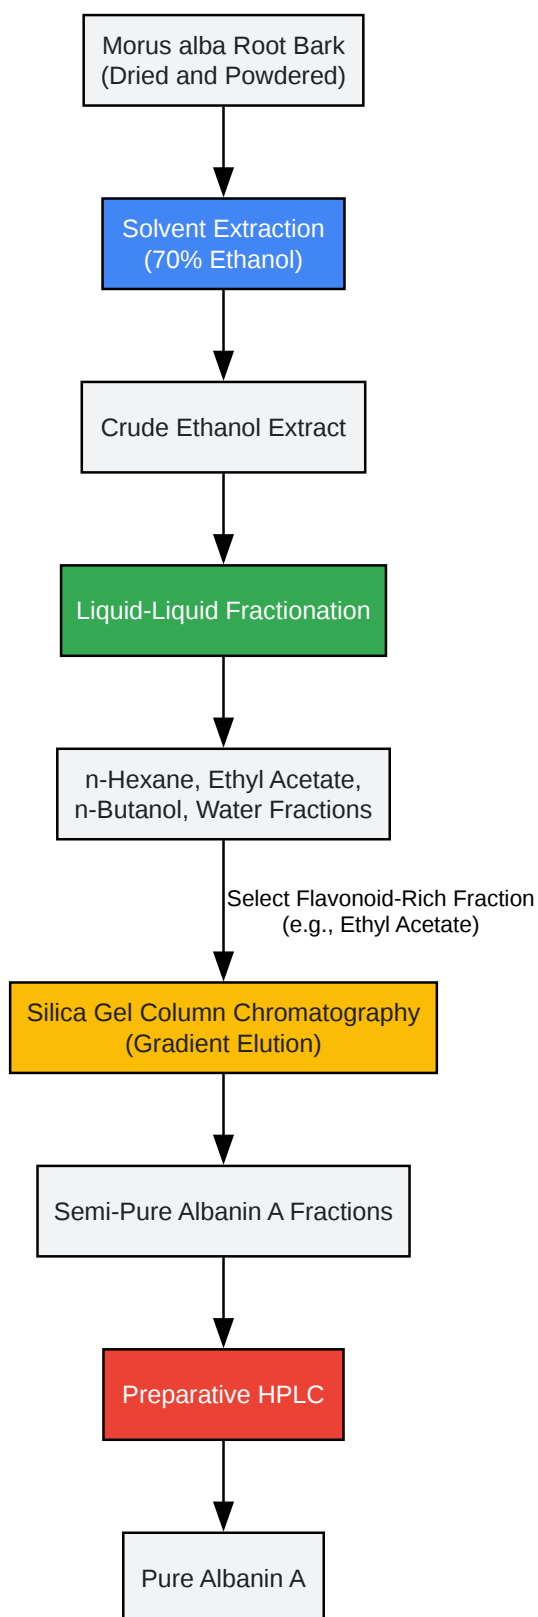 Morus alba Root Bark
(Dried and Powdered)
Solvent Extraction
(70% Ethanol)
Crude Ethanol Extract
Liquid-Liquid Fractionation
n-Hexane, Ethyl Acetate,
n-Butanol, Water Fractions
Select Flavonoid-Rich Fraction
(e.g., Ethyl Acetate)
Silica Gel Column Chromatography
(Gradient Elution)
Semi-Pure Albanin A Fractions
Preparative HPLC
Pure Albanin A